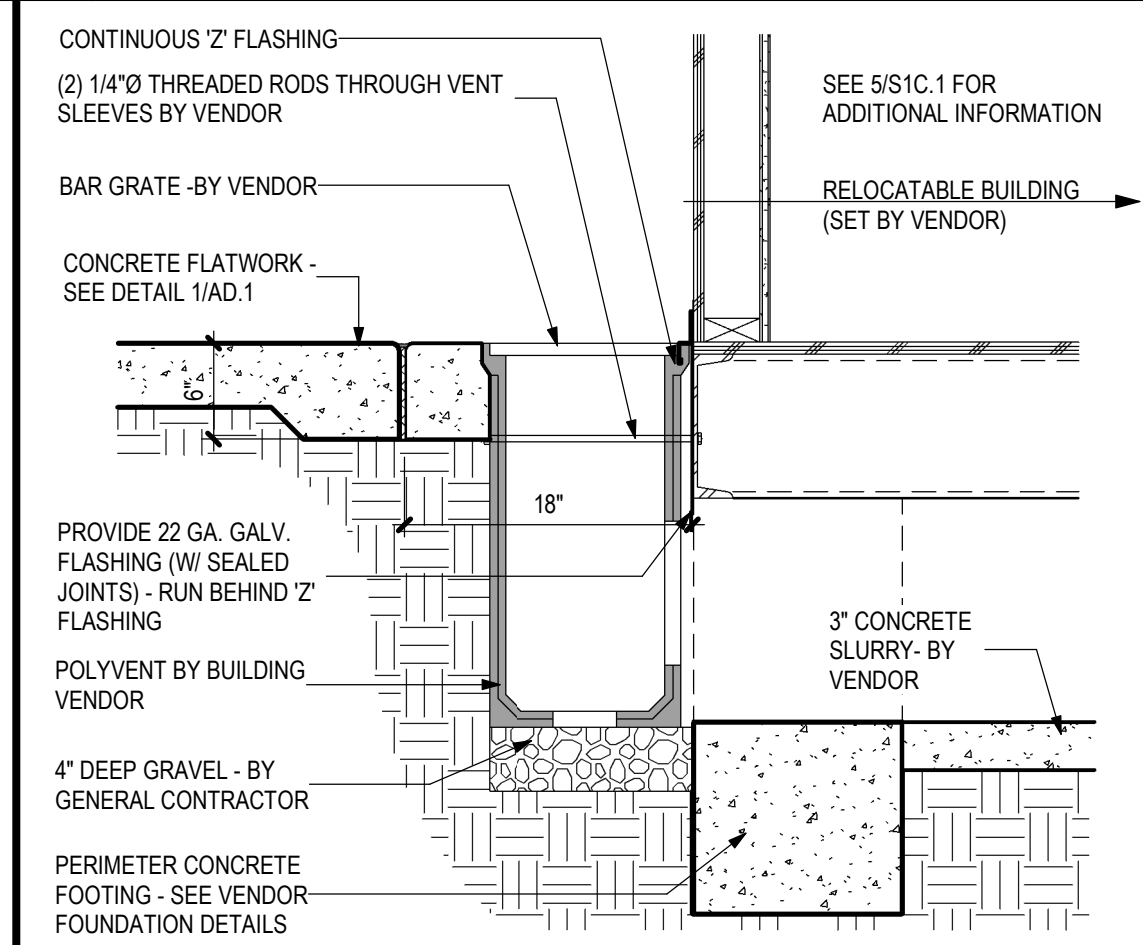 CONTINUOUS 'Z' FLASHING
(2) 1/4"Ø THREADED RODS THROUGH VENT
SLEEVES BY VENDOR
BAR GRATE -BY VENDOR
CONCRETE FLATWORK -
SEE DETAIL 1/AD.1
SEE 5/S1C.1 FOR
ADDITIONAL INFORMATION
RELOCATABLE BUILDING
(SET BY VENDOR)
6"
18"
PROVIDE 22 GA. GALV.
FLASHING (W/ SEALED
JOINTS) - RUN BEHIND 'Z'
FLASHING
POLYVENT BY BUILDING
VENDOR
3" CONCRETE
SLURRY- BY
VENDOR
4" DEEP GRAVEL - BY
GENERAL CONTRACTOR
PERIMETER CONCRETE
FOOTING - SEE VENDOR
FOUNDATION DETAILS